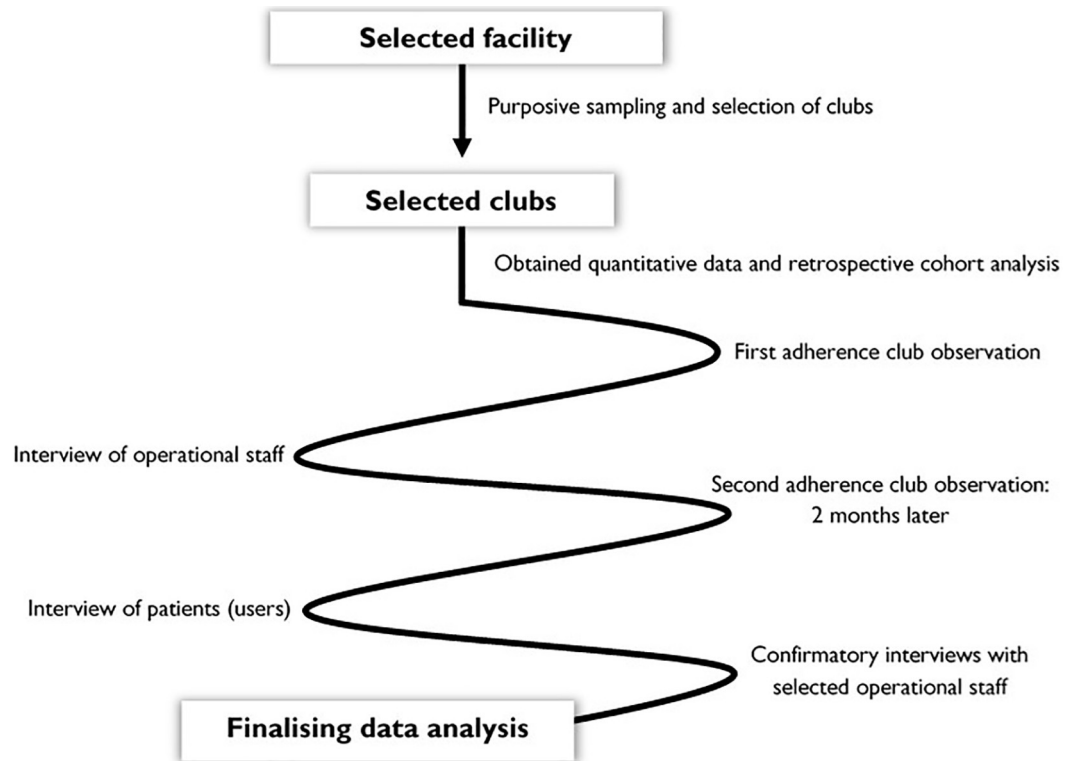 Selected facility
Purposive sampling and selection of clubs
Selected clubs
Obtained quantitative data and retrospective cohort analysis
First adherence club observation
Interview of operational staff
Second adherence club observation:
2 months later
Interview of patients (users)
Confirmatory interviews with
selected operational staff
Finalising data analysis